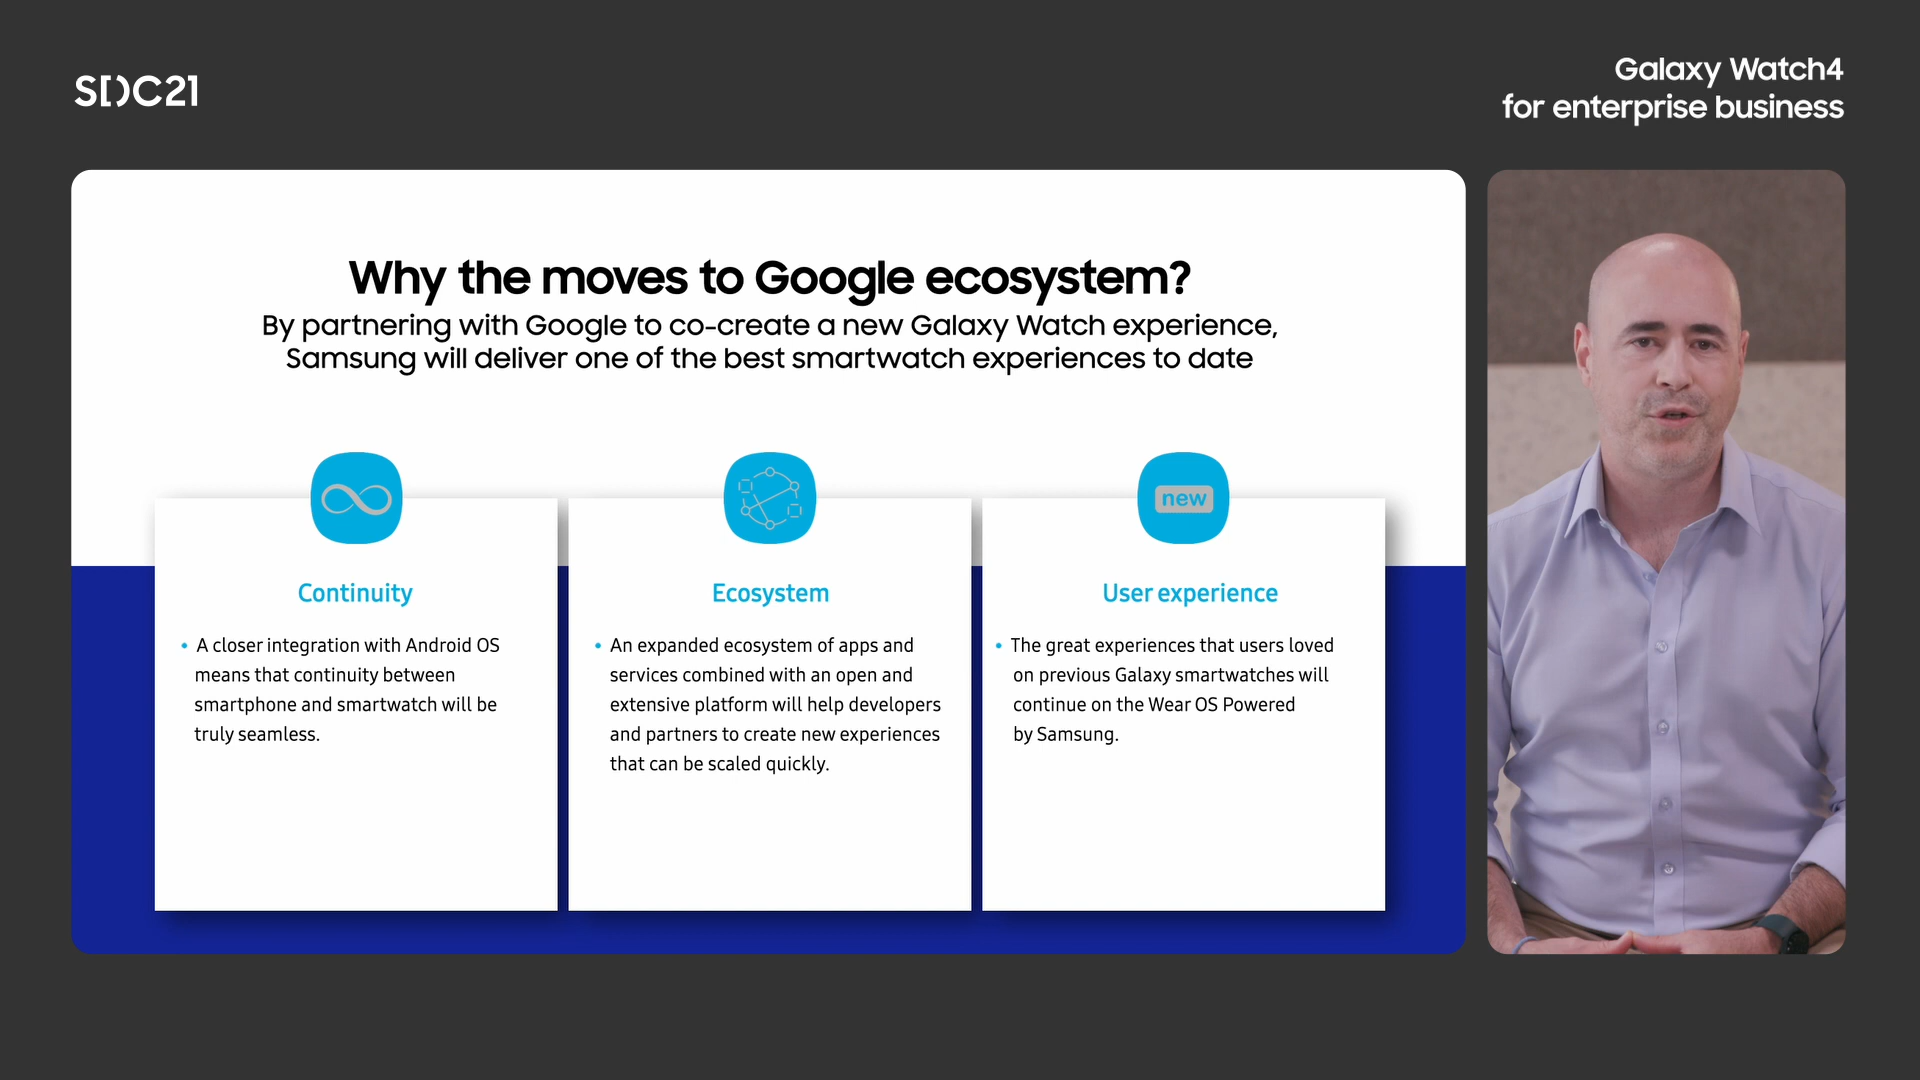 SDC21
Galaxy Watch4
for enterprise business
Why the moves to Google ecosystem?
By partnering with Google to co-create a new Galaxy Watch experience,
Samsung will deliver one of the best smartwatch experiences to date
Continuity
• A closer integration with Android OS
means that continuity between
smartphone and smartwatch will be
truly seamless.
Ecosystem
• An expanded ecosystem of apps and
services combined with an open and
extensive platform will help developers
and partners to create new experiences
that can be scaled quickly.
new
User experience
• The great experiences that users loved
on previous Galaxy smartwatches will
continue on the Wear OS Powered
by Samsung.